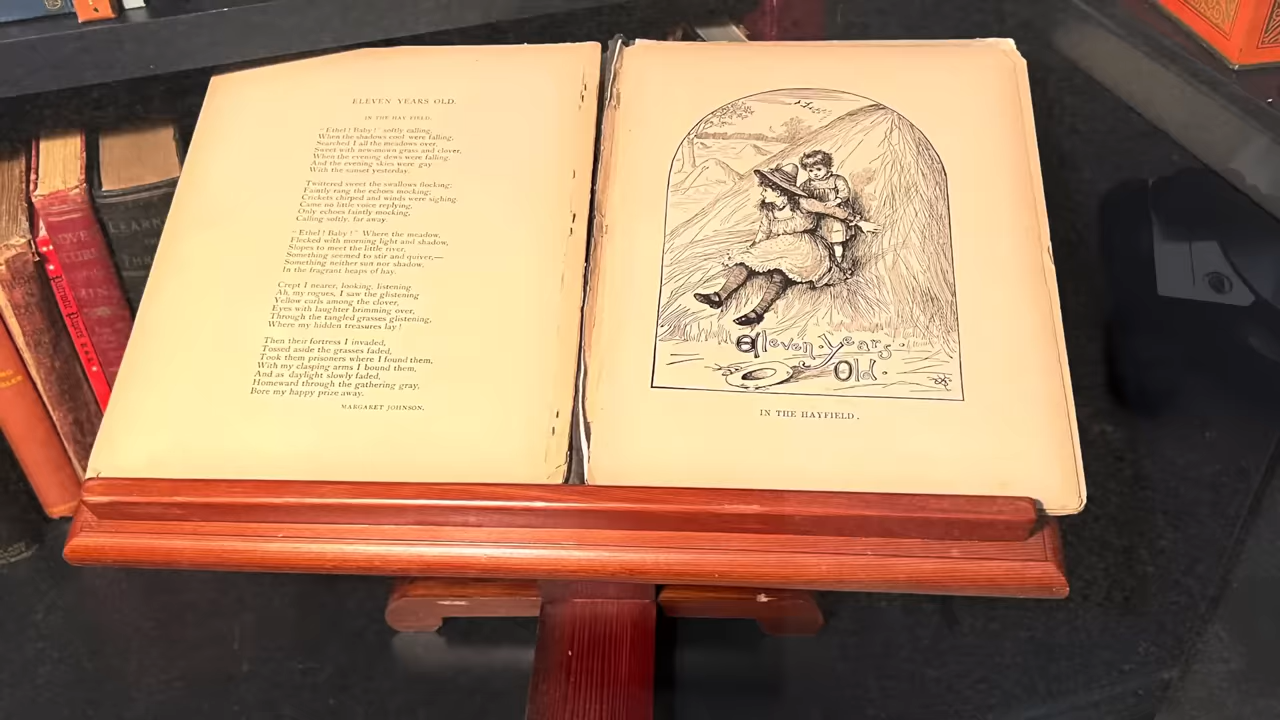 ELEVEN YEARS OLD.
IN THE HAY FIELD.
"Ethel! Baby!" softly calling,
When the shadows cool were falling,
Searched I all the meadows over,
Sweet with new-mown grass and clover,
When the evening dews were falling,
And the evening skies were gay
With the sunset yesterday.
Twittered sweet the swallows flocking;
Faintly rang the echoes mocking;
Crickets chirped and winds were sighing,
Came no little voice replying,
Only echoes faintly mocking,
Calling softly, far away.
"Ethel! Baby!" Where the meadow,
Flecked with morning light and shadow,
Slopes to meet the little river,
Something seemed to stir and quiver,—
Something neither sun nor shadow,
In the fragrant heaps of hay.
Crept I nearer, looking, listening.
Ah, my rogues, I saw the glistening
Yellow curls among the clover,
Eyes with laughter brimming over,
Through the tangled grasses glistening,
Where my hidden treasures lay!
Then their fortress I invaded,
Tossed aside the grasses faded,
Took them prisoners where I found them,
With my clasping arms I bound them,
And as daylight slowly faded,
Homeward through the gathering gray,
Bore my happy prize away.
MARGARET JOHNSON.
Eleven Years
Old.
IN THE HAYFIELD.
Patriotic Papers
LEARN